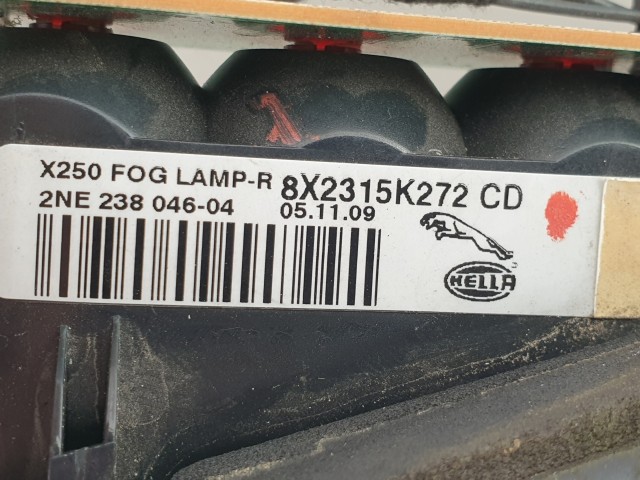 X250 FOG LAMP-R 8X2315K272 CD
2NE 238 046-04 05.11.09
HELLA